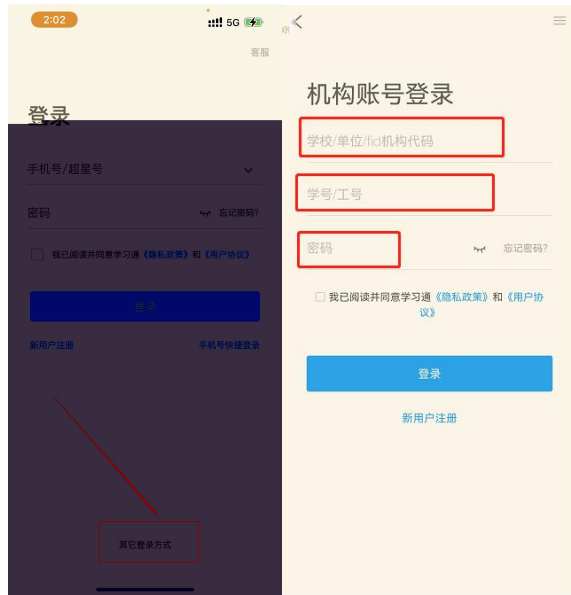 2:02
5G
客服
登录
手机号/超星号
密码
忘记密码?
我已阅读并同意学习通《隐私政策》和《用户协议》
登录
新用户注册
手机号快捷登录
其它登录方式
机构账号登录
学校/单位/fid机构代码
学号/工号
密码
忘记密码?
我已阅读并同意学习通《隐私政策》和《用户协
议》
登录
新用户注册